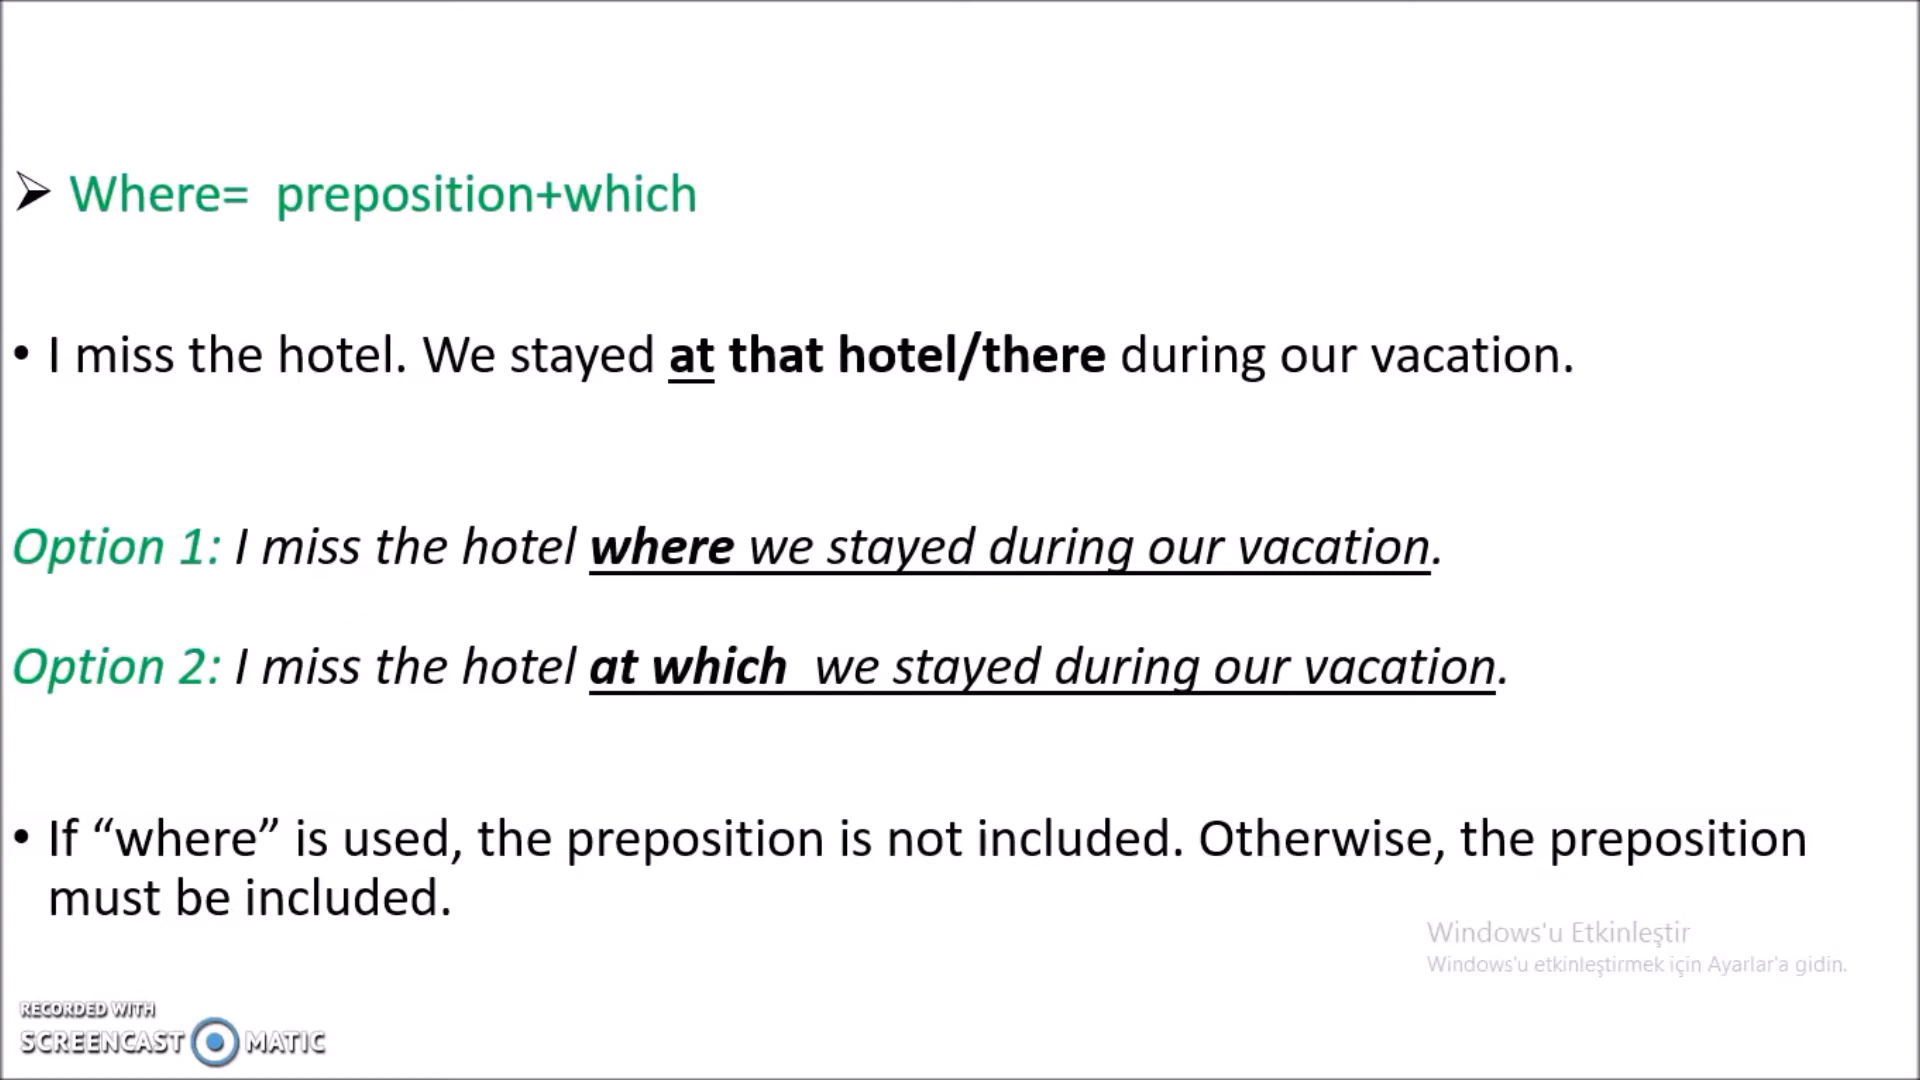 Where= preposition+which
• I miss the hotel. We stayed at that hotel/there during our vacation.
Option 1: I miss the hotel where we stayed during our vacation.
Option 2: I miss the hotel at which we stayed during our vacation.
• If “where” is used, the preposition is not included. Otherwise, the preposition
must be included.
Windows'u Etkinleştir
Windows'u etkinleştirmek için Ayarlar'a gidin.
RECORDED WITH
SCREENCAST MATIC